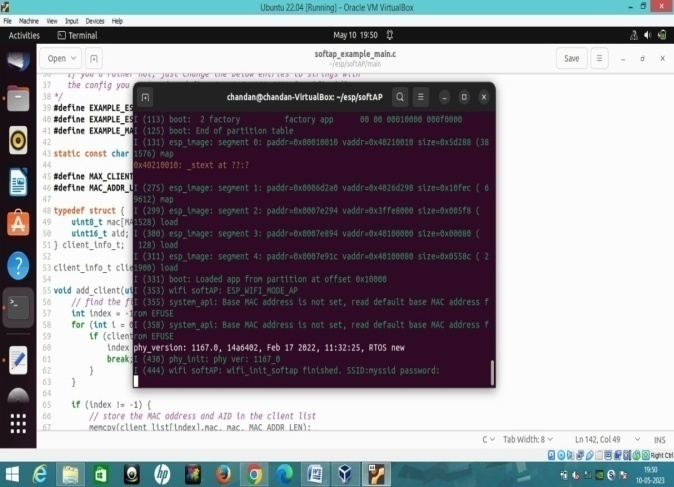 Ubuntu 22.04 [Running] - Oracle VM VirtualBox
File Machine View Input Devices Help
Activities Terminal May 10 19:50
Open softap_example_main.c Save
~/esp/softAP/main
36 * If you'd rather not, just change the below entries to strings with
37 the config you
38 */
39 #define EXAMPLE_ES
40 #define EXAMPLE_ES
41 #define EXAMPLE_MA
43 static const char
45 #define MAX_CLIENT
46 #define MAC_ADDR_L
48 typedef struct {
49 uint8_t mac[MA
50 uint16_t aid;
51 } client_info_t;
53 client_info_t clie
55 void add_client(ui
56 // find the fi
57 int index = -1
58 for (int i = 0
59 if (client
60 index
61 break;
62 }
63 }
65 if (index != -1) {
66 // store the MAC address and AID in the client list
67 memcpy(client_list[index].mac, mac, MAC_ADDR_LEN);
chandan@chandan-VirtualBox: ~/esp/softAP
I (113) boot: 2 factory factory app 00 00 00010000 000f0000
I (125) boot: End of partition table
I (131) esp_image: segment 0: paddr=0x00010010 vaddr=0x40210010 size=0x5d288 (38
1576) map
0x40210010: _stext at ??:?
I (275) esp_image: segment 1: paddr=0x0006d2a0 vaddr=0x4026d298 size=0x10fec ( 6
9612) map
I (299) esp_image: segment 2: paddr=0x0007e294 vaddr=0x3ffe8000 size=0x005f8 (
1528) load
I (300) esp_image: segment 3: paddr=0x0007e894 vaddr=0x40100000 size=0x00080 (
128) load
I (309) esp_image: segment 4: paddr=0x0007e91c vaddr=0x40100080 size=0x0558c ( 2
1900) load
I (331) boot: Loaded app from partition at offset 0x10000
I (353) wifi softAP: ESP_WIFI_MODE_AP
I (355) system_api: Base MAC address is not set, read default base MAC address f
rom EFUSE
I (358) system_api: Base MAC address is not set, read default base MAC address f
rom EFUSE
phy_version: 1167.0, 14a6402, Feb 17 2022, 11:32:25, RTOS new
I (430) phy_init: phy ver: 1167_0
I (444) wifi softAP: wifi_init_softap finished. SSID:myssid password:
C Tab Width: 8 Ln 142, Col 49 INS
Right Ctrl
19:50
10-05-2023